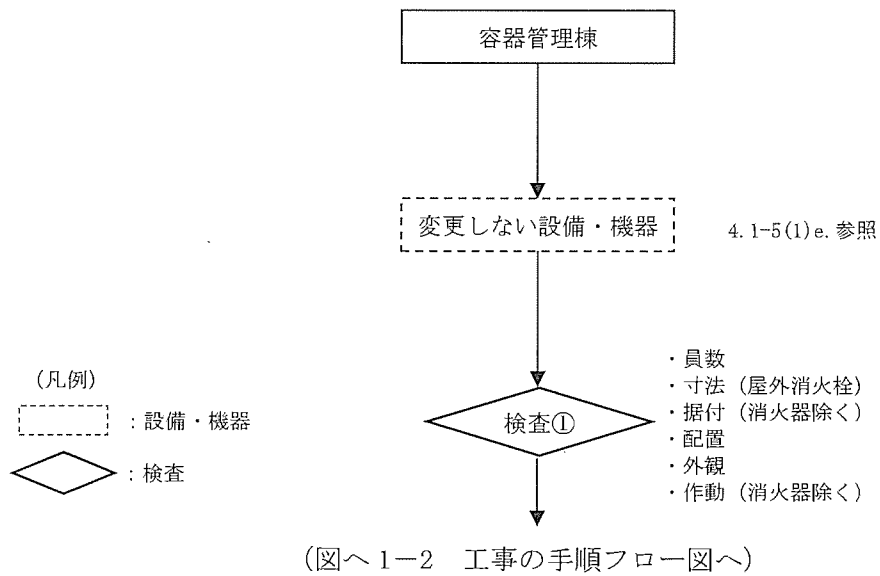 容器管理棟
変更しない設備・機器
4.1-5(1)e.参照
検査①
・員数
・寸法（屋外消火栓）
・据付（消火器除く）
・配置
・外観
・作動（消火器除く）
（凡例）
：設備・機器
：検査
（図へ1－2　工事の手順フロー図へ）